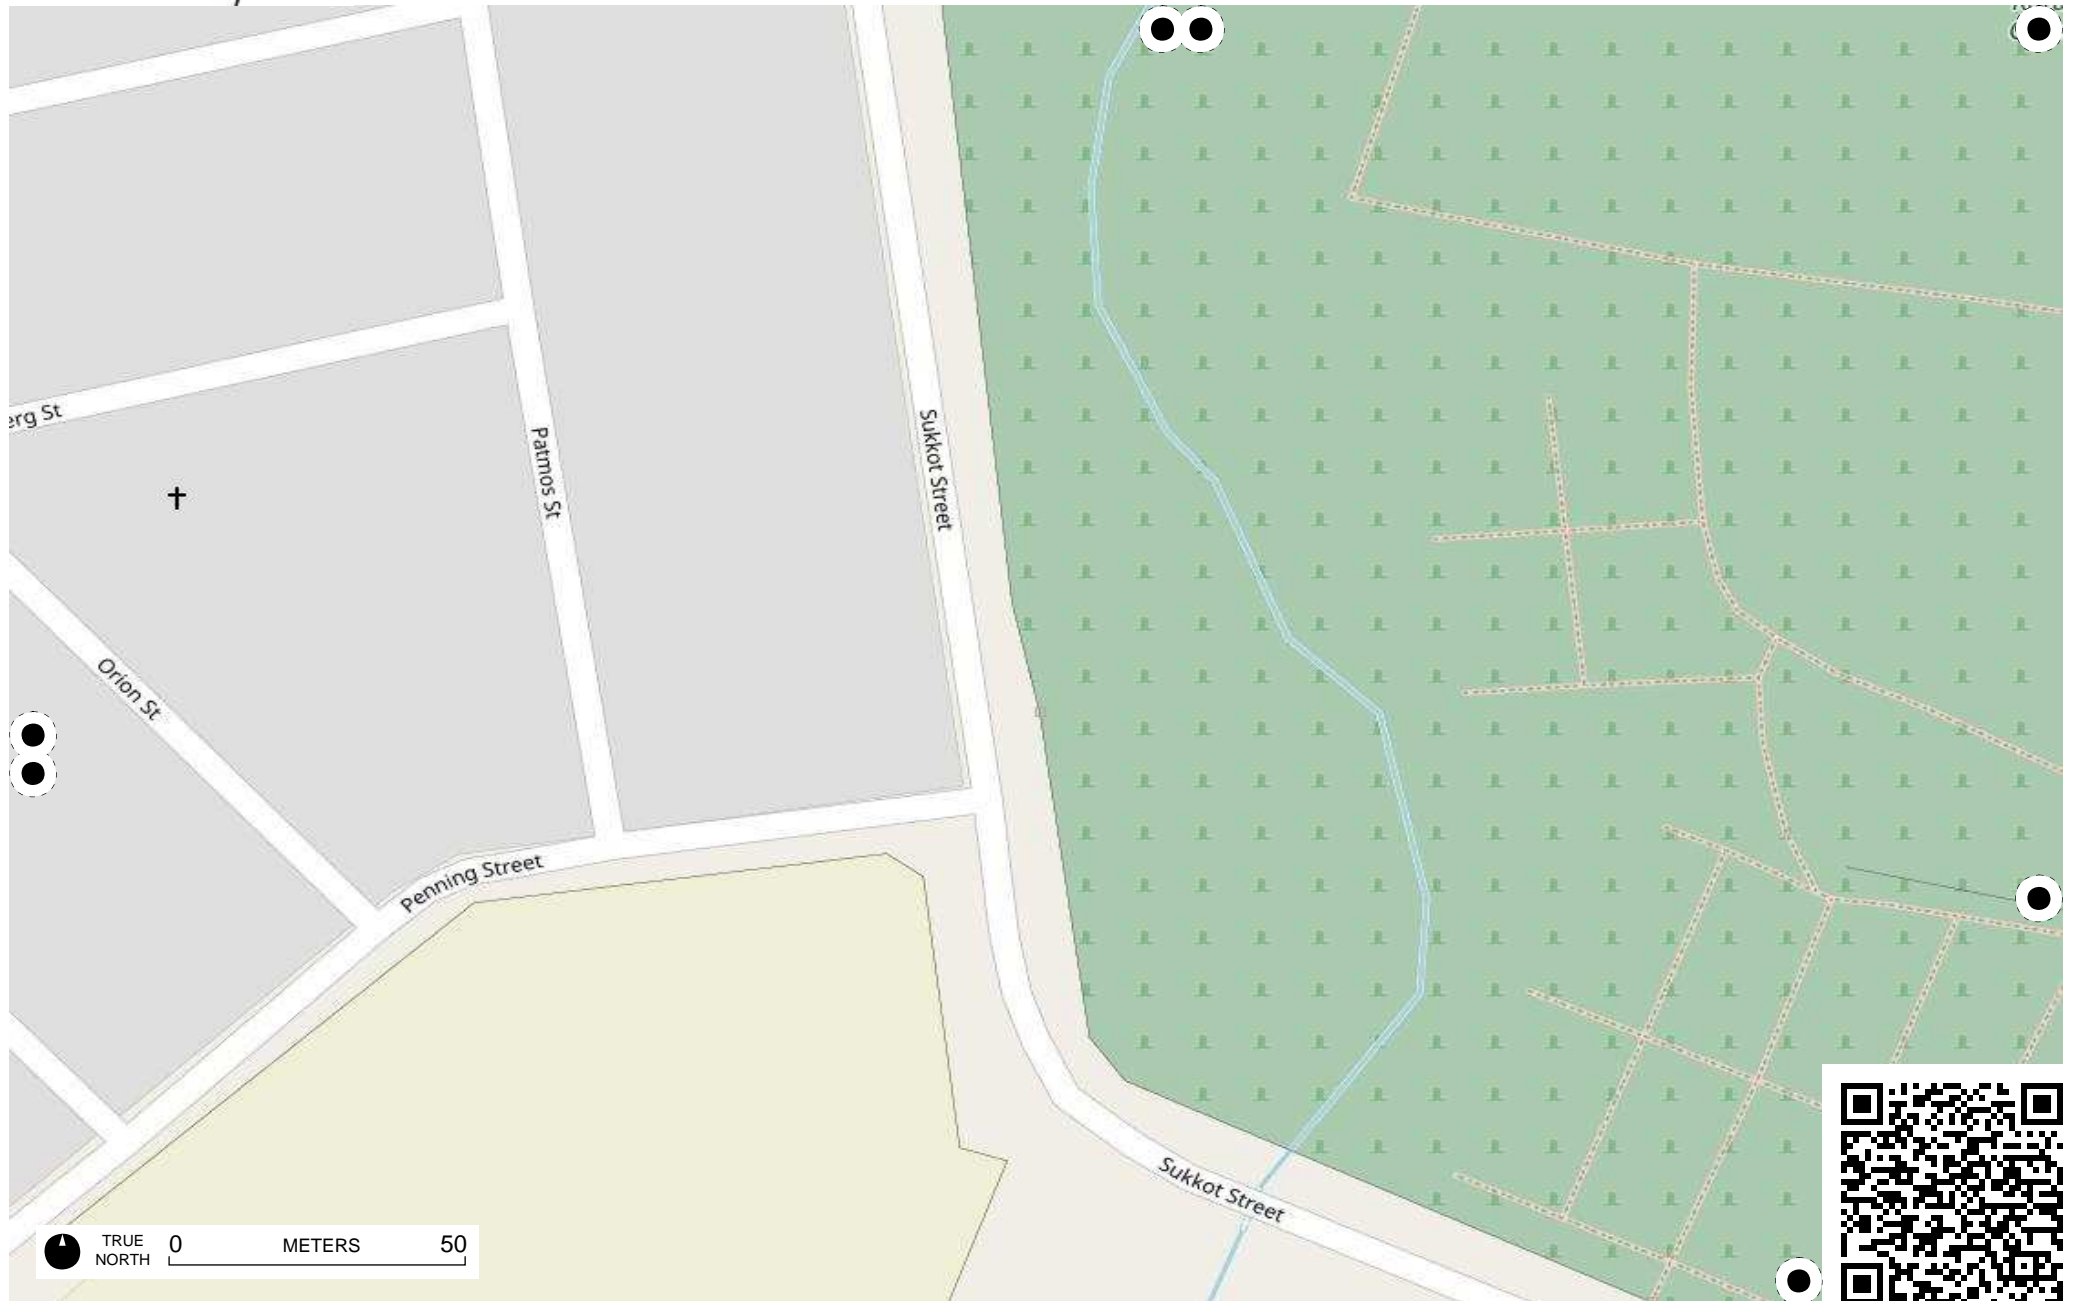 erg St
Patmos St
Sukkot Street
Orion St
Penning Street
Sukkot Street
TRUE
NORTH
0 METERS 50